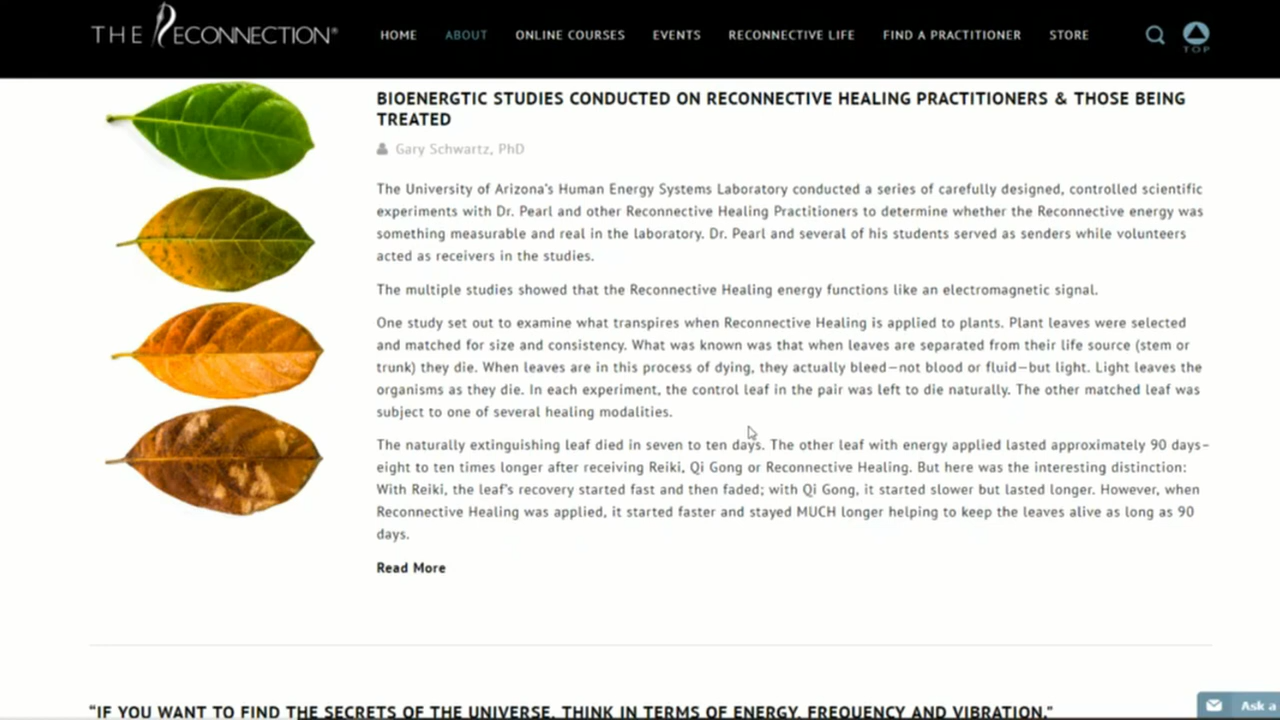 THE RECONNECTION®
HOME ABOUT ONLINE COURSES EVENTS RECONNECTIVE LIFE FIND A PRACTITIONER STORE
TOP
BIOENERGTIC STUDIES CONDUCTED ON RECONNECTIVE HEALING PRACTITIONERS & THOSE BEING
TREATED
Gary Schwartz, PhD
The University of Arizona's Human Energy Systems Laboratory conducted a series of carefully designed, controlled scientific
experiments with Dr. Pearl and other Reconnective Healing Practitioners to determine whether the Reconnective energy was
something measurable and real in the laboratory. Dr. Pearl and several of his students served as senders while volunteers
acted as receivers in the studies.
The multiple studies showed that the Reconnective Healing energy functions like an electromagnetic signal.
One study set out to examine what transpires when Reconnective Healing is applied to plants. Plant leaves were selected
and matched for size and consistency. What was known was that when leaves are separated from their life source (stem or
trunk) they die. When leaves are in this process of dying, they actually bleed—not blood or fluid—but light. Light leaves the
organisms as they die. In each experiment, the control leaf in the pair was left to die naturally. The other matched leaf was
subject to one of several healing modalities.
The naturally extinguishing leaf died in seven to ten days. The other leaf with energy applied lasted approximately 90 days–
eight to ten times longer after receiving Reiki, Qi Gong or Reconnective Healing. But here was the interesting distinction:
With Reiki, the leaf's recovery started fast and then faded; with Qi Gong, it started slower but lasted longer. However, when
Reconnective Healing was applied, it started faster and stayed MUCH longer helping to keep the leaves alive as long as 90
days.
Read More
"IF YOU WANT TO FIND THE SECRETS OF THE UNIVERSE, THINK IN TERMS OF ENERGY, FREQUENCY AND VIBRATION."
Ask a